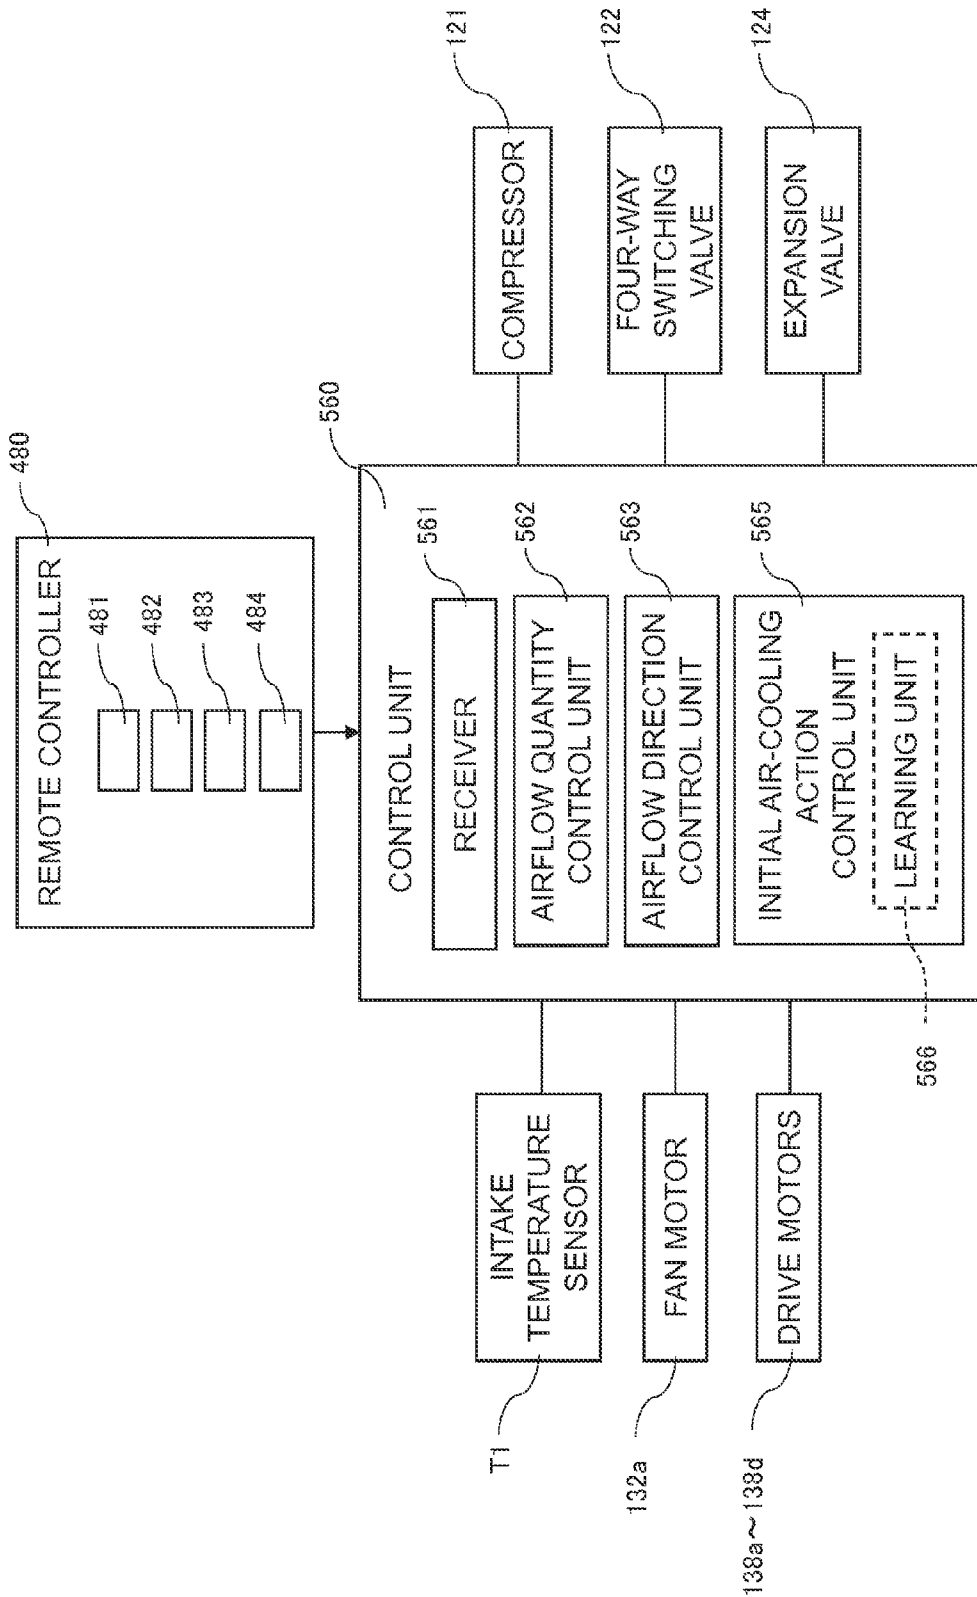 480
REMOTE CONTROLLER
481
482
483
484
560
CONTROL UNIT
561
RECEIVER
562
AIRFLOW QUANTITY
CONTROL UNIT
563
AIRFLOW DIRECTION
CONTROL UNIT
565
INITIAL AIR-COOLING
ACTION
CONTROL UNIT
LEARNING UNIT
566
INTAKE
TEMPERATURE
SENSOR
T1
FAN MOTOR
132a
DRIVE MOTORS
138a~138d
121
COMPRESSOR
122
FOUR-WAY
SWITCHING
VALVE
124
EXPANSION
VALVE